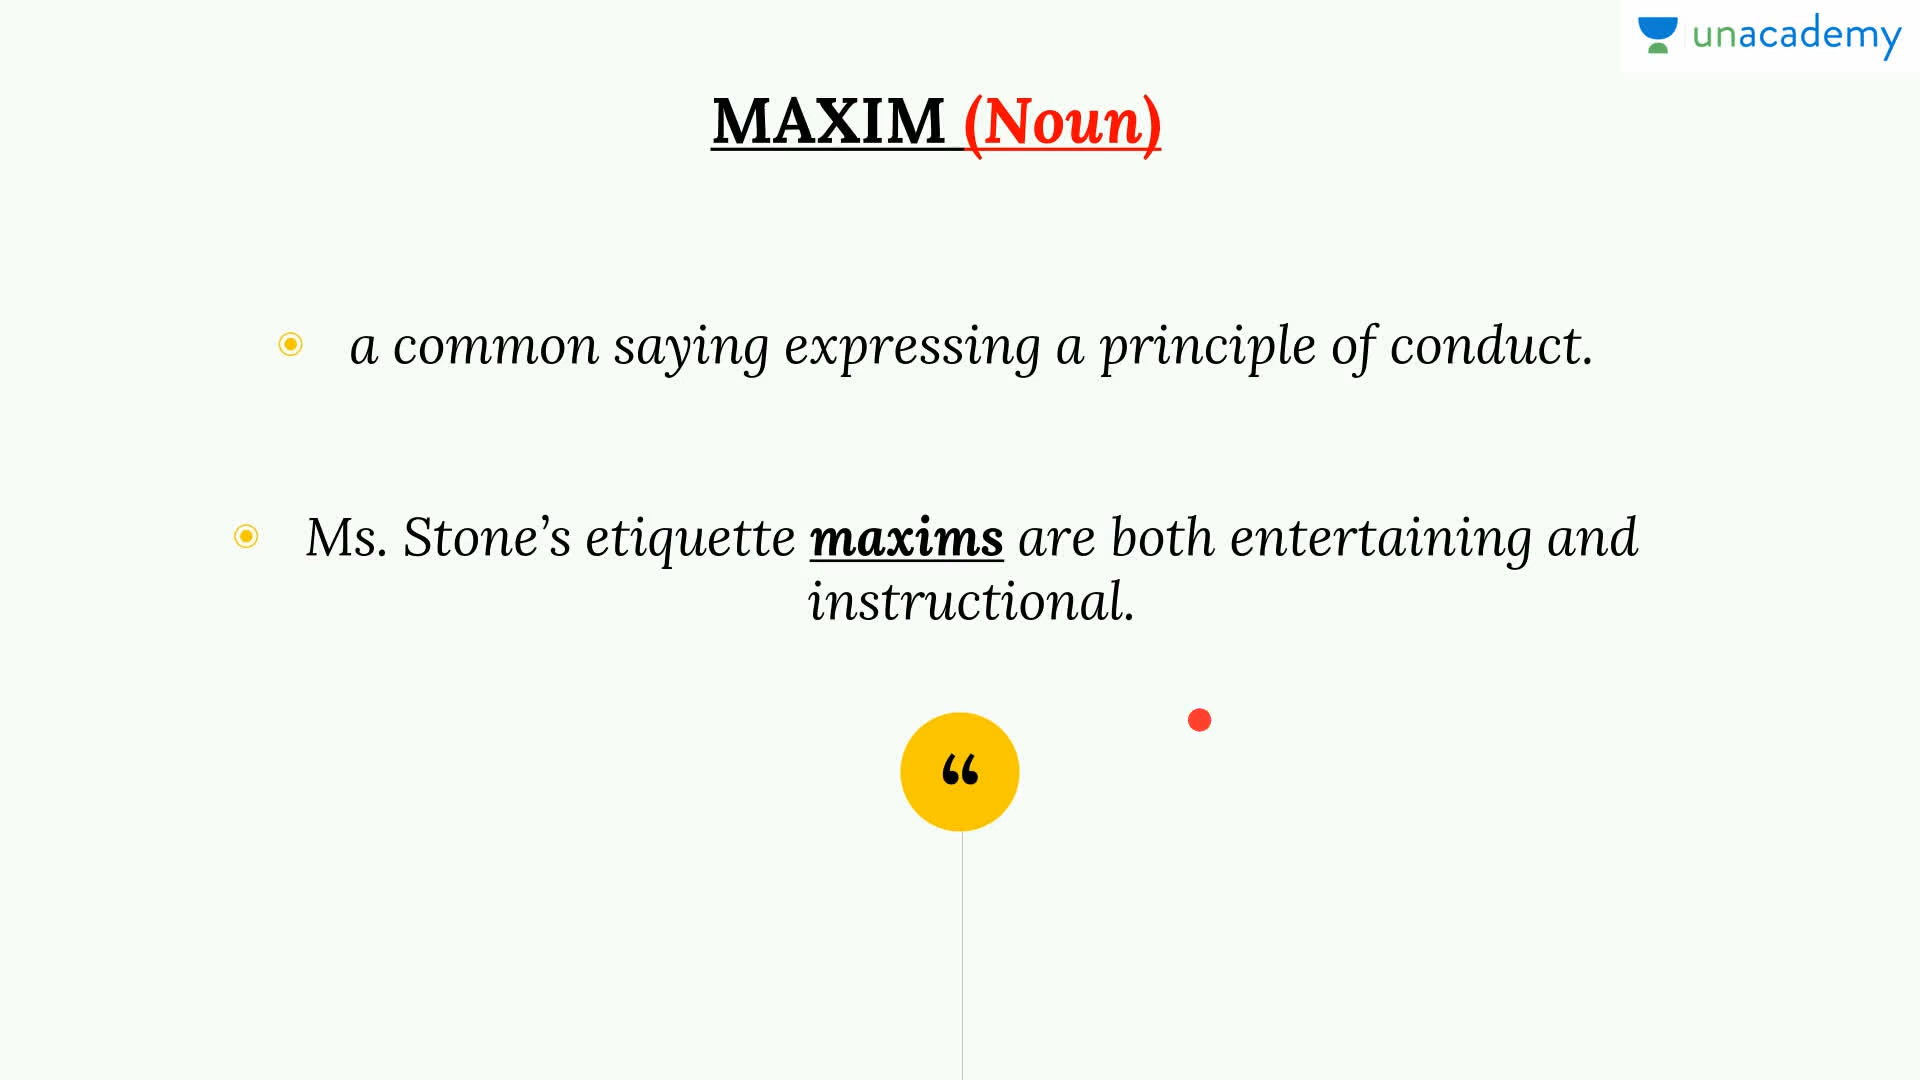 unacademy
MAXIM (Noun)
a common saying expressing a principle of conduct.
Ms. Stone’s etiquette maxims are both entertaining and
instructional.
“